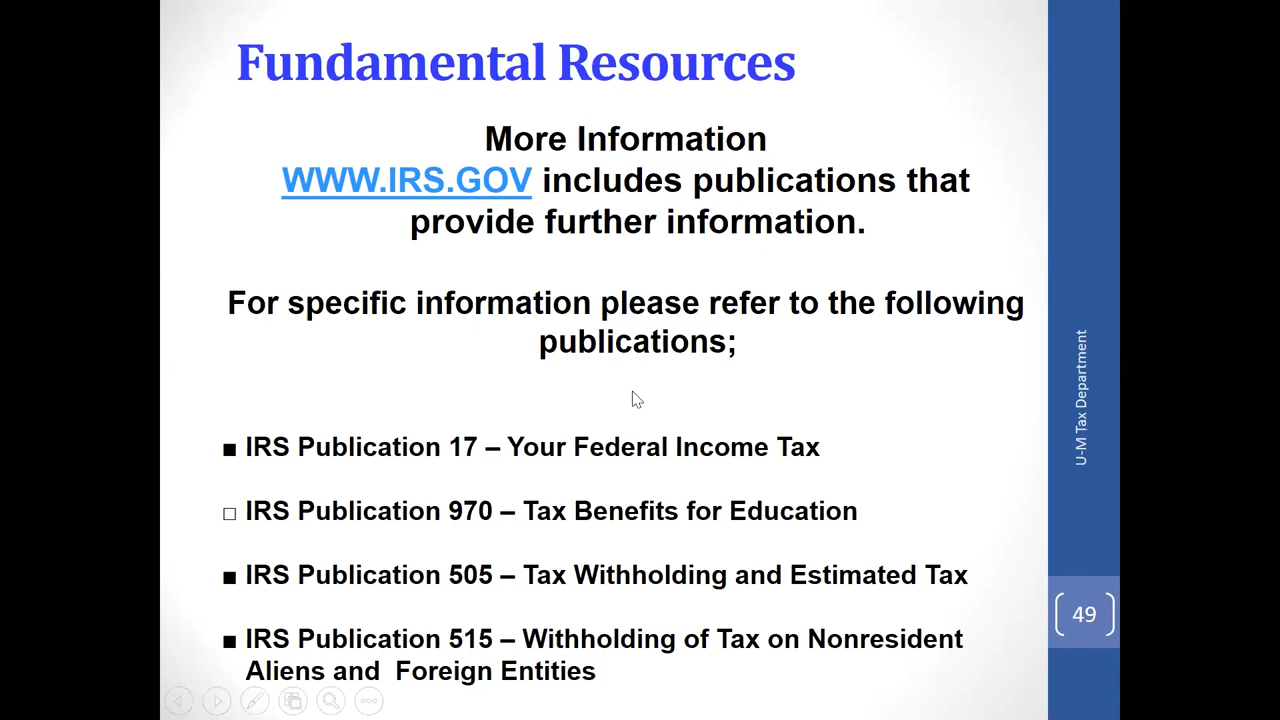 Fundamental Resources
More Information
WWW.IRS.GOV includes publications that
provide further information.
For specific information please refer to the following
publications;
■ IRS Publication 17 – Your Federal Income Tax
□ IRS Publication 970 – Tax Benefits for Education
■ IRS Publication 505 – Tax Withholding and Estimated Tax
■ IRS Publication 515 – Withholding of Tax on Nonresident
Aliens and  Foreign Entities
U-M Tax Department
49